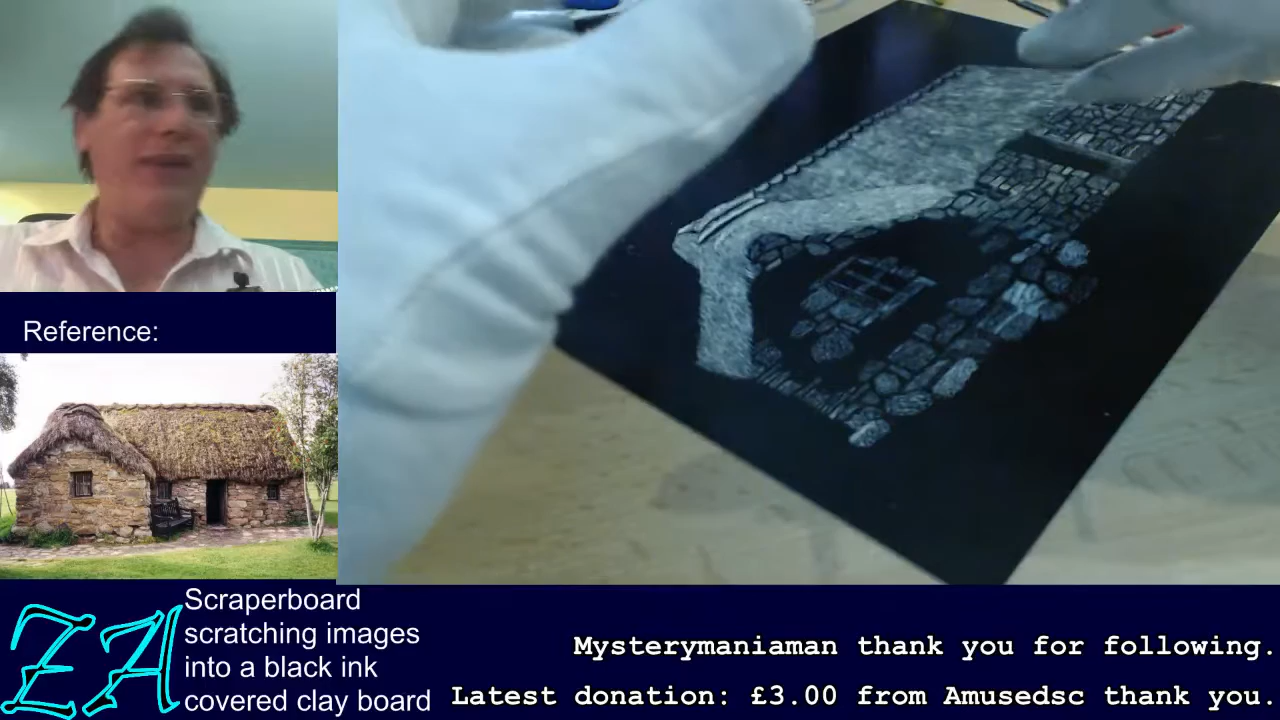 Reference:
ZA
Scraperboard
scratching images
into a black ink
covered clay board
Mysterymaniaman thank you for following.
Latest donation: £3.00 from Amusedsc thank you.